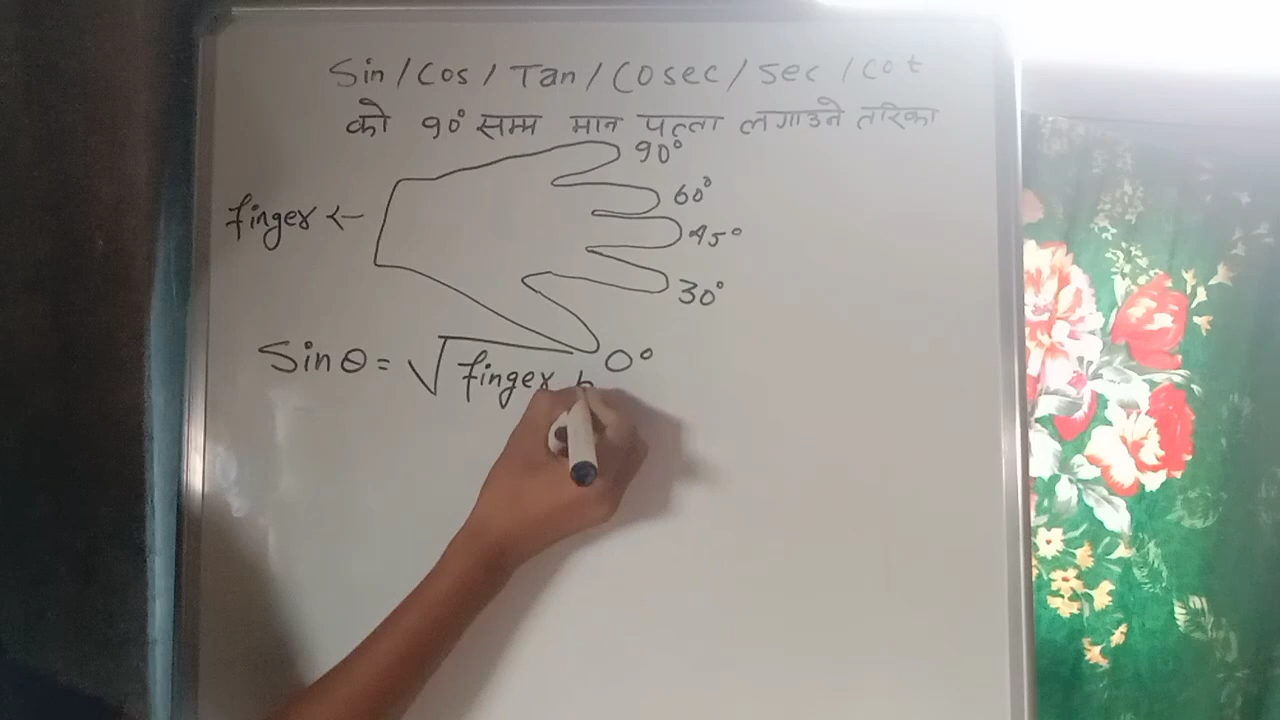 Sin / Cos / Tan / Cosec / Sec / Cot
को 90° सम्म मान पत्ता लगाउने तरिका
90°
60°
finger <-
45°
30°
0°
Sinθ = √finger